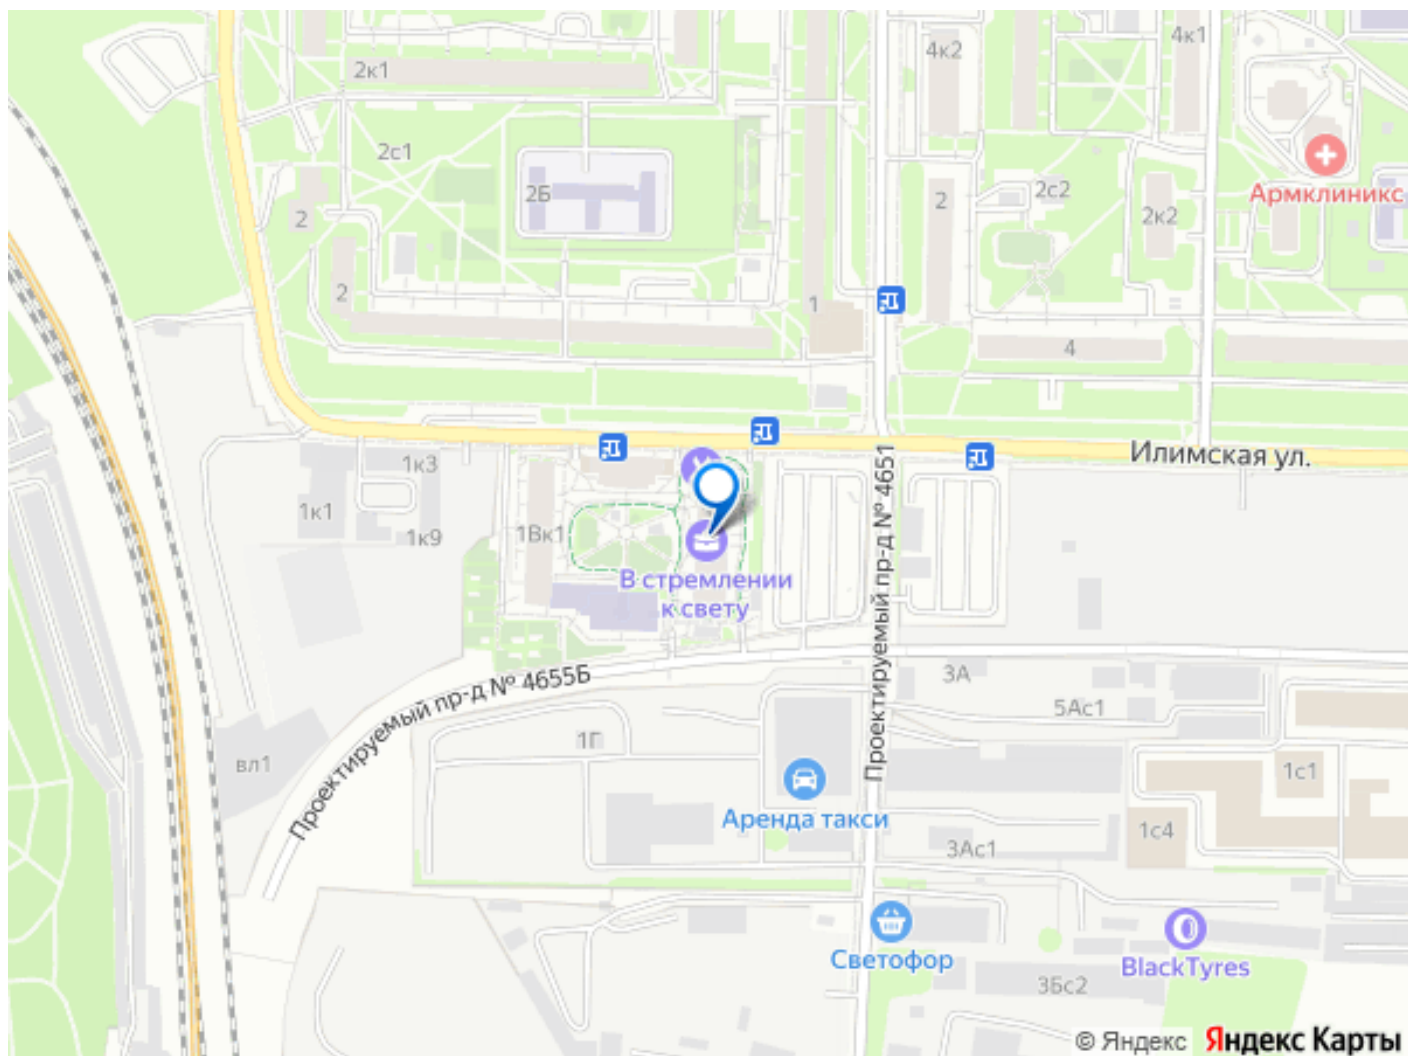 2к1
4к2
4к1
2с1
2Б
2
2
2
2с2
2к2
Армклиникс
1
4
Илимская ул.
1к3
1к1
1к9
1Вк1
В стремлении
к свету
Проектируемый пр-д № 4651
Проектируемый пр-д № 4655Б
3А
5Ас1
1Г
вл1
Аренда такси
1с1
1с4
3Ас1
Светофор
BlackTyres
3Бс2
© Яндекс Яндекс Карты